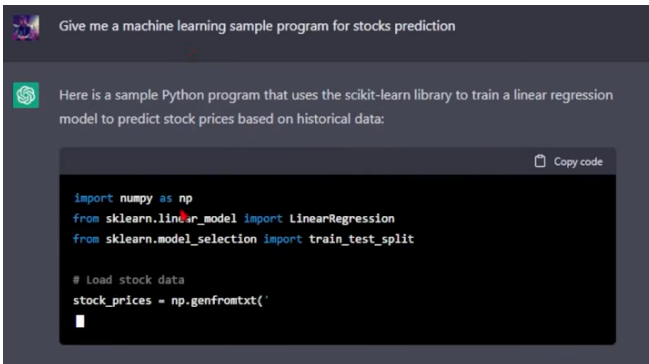 Give me a machine learning sample program for stocks prediction
Here is a sample Python program that uses the scikit-learn library to train a linear regression
model to predict stock prices based on historical data:
Copy code
import numpy as np
from sklearn.linear_model import LinearRegression
from sklearn.model_selection import train_test_split
# Load stock data
stock_prices = np.genfromtxt('